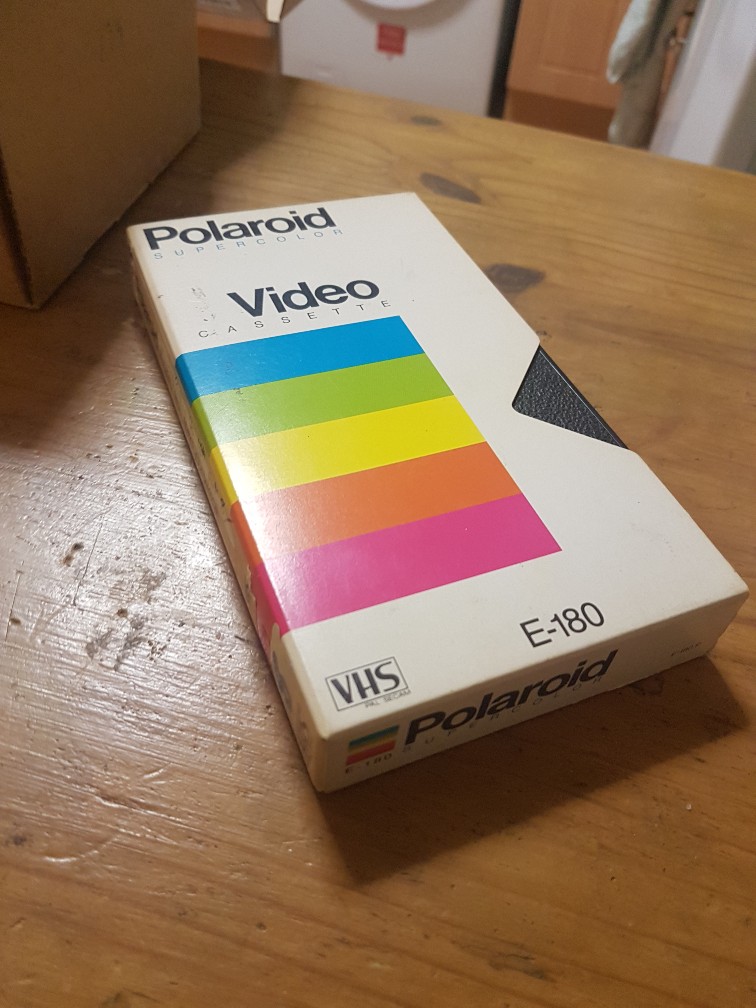 Polaroid
SUPERCOLOR
Video
CASSETTE
E-180
VHS
PAL SECAM
Polaroid
SUPERCOLOR
E-180